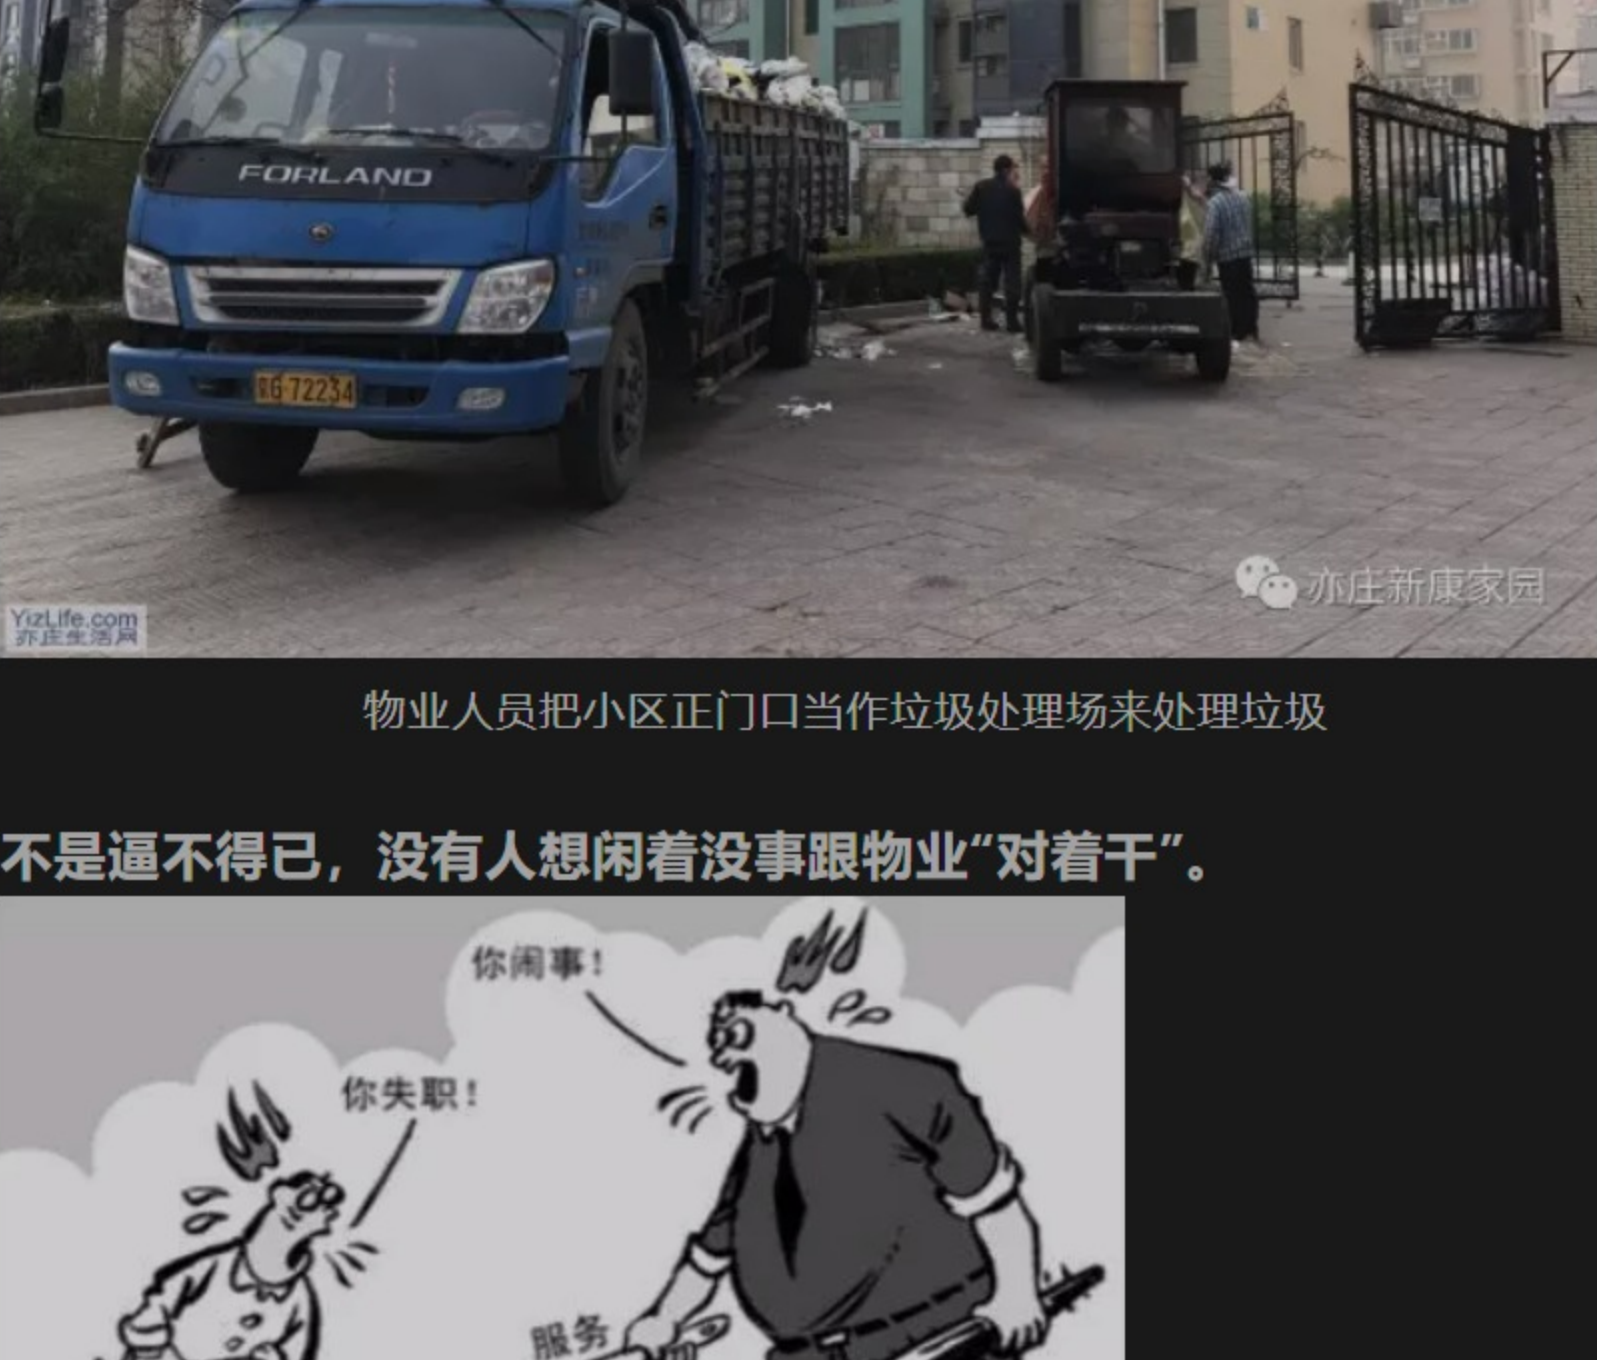 FORLAND
G·72234
亦庄新康家园
YizLife.com
亦庄生活网
物业人员把小区正门口当作垃圾处理场来处理垃圾
不是逼不得已，没有人想闲着没事跟物业“对着干”。
你闹事！
你失职！
服务